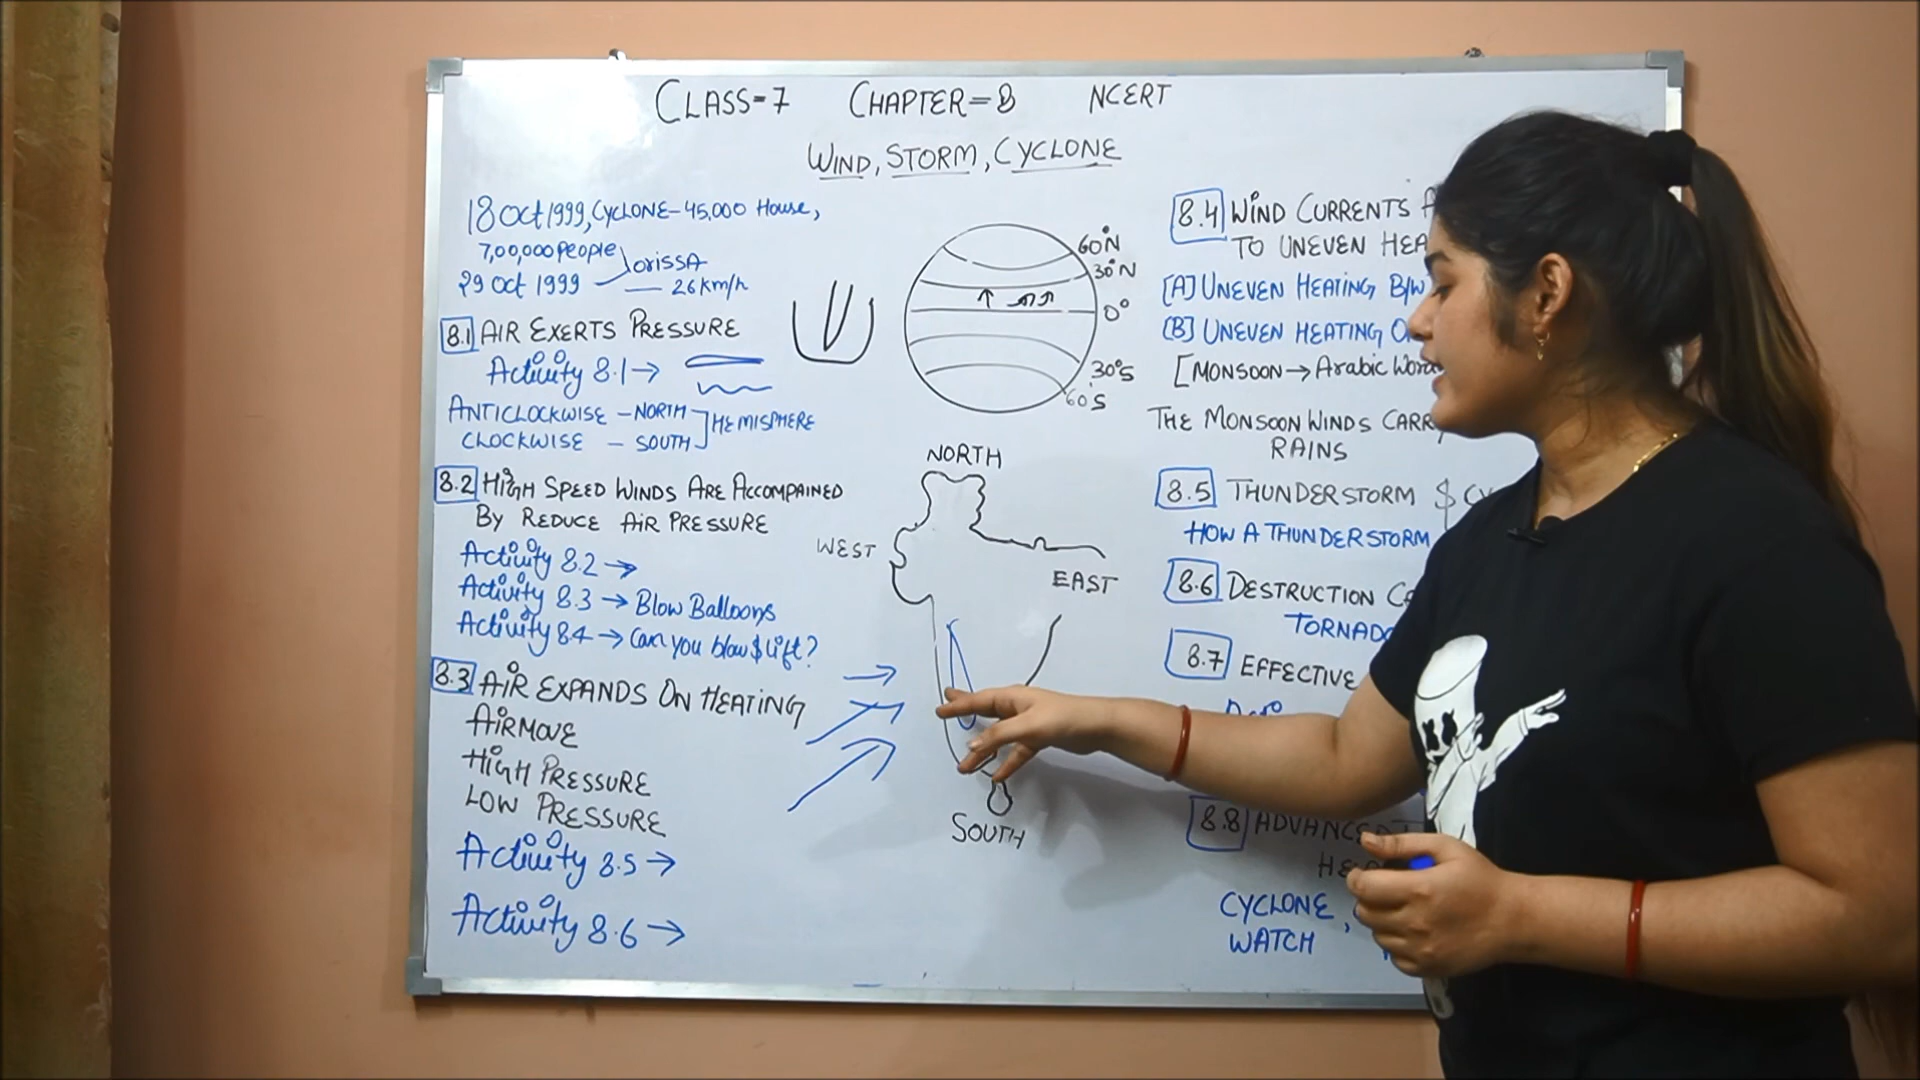 CLASS=7 CHAPTER=8 NCERT
WIND, STORM, CYCLONE
18 Oct 1999, CYCLONE-45,000 House,
7,00,000 people
orissa
29 Oct 1999 — 26 km/h
8.1 AIR EXERTS PRESSURE
Activity 8.1→
ANTICLOCKWISE - NORTH
CLOCKWISE - SOUTH
HEMISPHERE
8.2 HIGH SPEED WINDS ARE ACCOMPAINED
BY REDUCE AIR PRESSURE
Activity 8.2→
Activity 8.3→ Blow Balloons
Activity 8.4→ Can you blow $ Lift?
8.3 AIR EXPANDS ON HEATING
AIR MOVE
HIGH PRESSURE
LOW PRESSURE
Activity 8.5→
Activity 8.6→
60°N
30°N
0°
30°S
60°S
NORTH
WEST
EAST
SOUTH
8.4 WIND CURRENTS
TO UNEVEN
[A] UNEVEN HEATING B/W
[B] UNEVEN HEATING
[MONSOON→ Arabic Word
THE MONSOON WINDS
RAINS
8.5 THUNDERSTORM $
HOW A THUNDERSTORM
8.6 DESTRUCTION
8.7 EFFECTIVE
8.8
CYCLONE,
WATCH